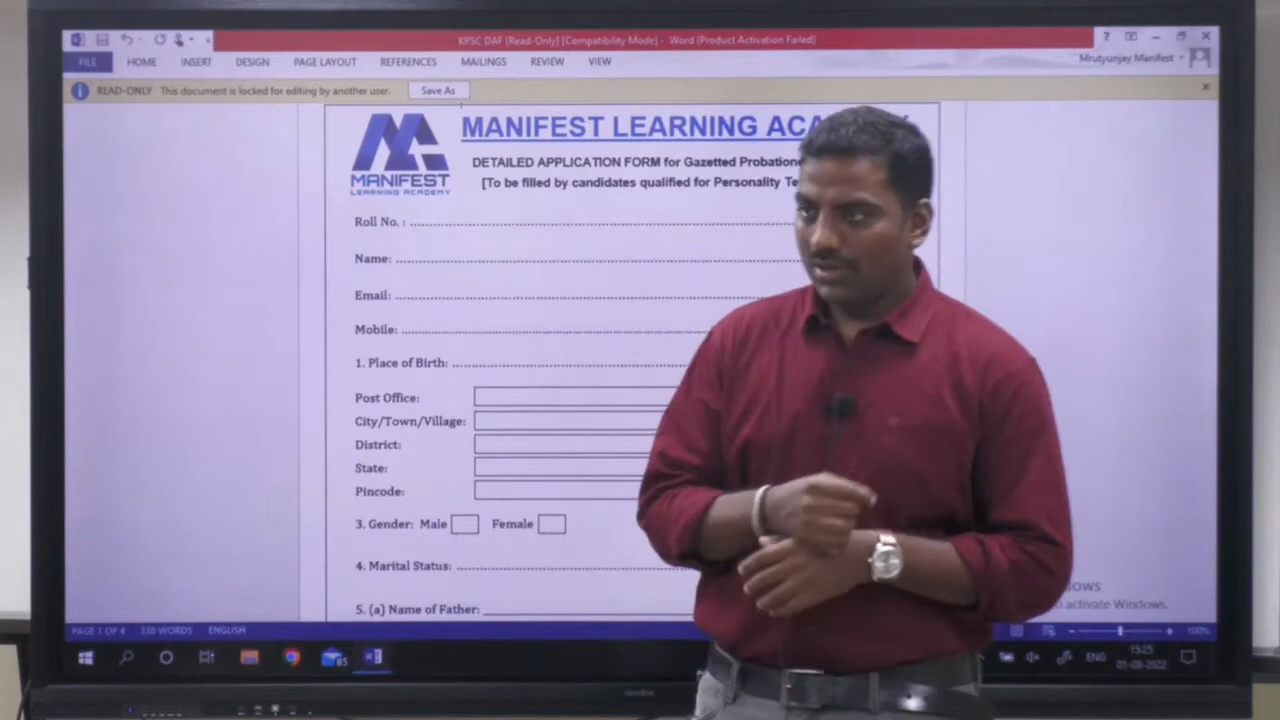 KPSC DAF [Read-Only] [Compatibility Mode] - Word (Product Activation Failed)
FILE HOME INSERT DESIGN PAGE LAYOUT REFERENCES MAILINGS REVIEW VIEW
Mrutyunjay Manifest
READ-ONLY This document is locked for editing by another user. Save As
MANIFEST LEARNING
MANIFEST
LEARNING ACADEMY
DETAILED APPLICATION FORM for Gazetted
[To be filled by candidates qualified for Personality
Roll No. :
Name:
Email:
Mobile:
1. Place of Birth:
Post Office:
City/Town/Village:
District:
State:
Pincode:
3. Gender: Male Female
4. Marital Status:
5. (a) Name of Father:
activate Windows.
PAGE 1 OF 4 338 WORDS ENGLISH
100%
85
ENG
19:25
01-08-2022